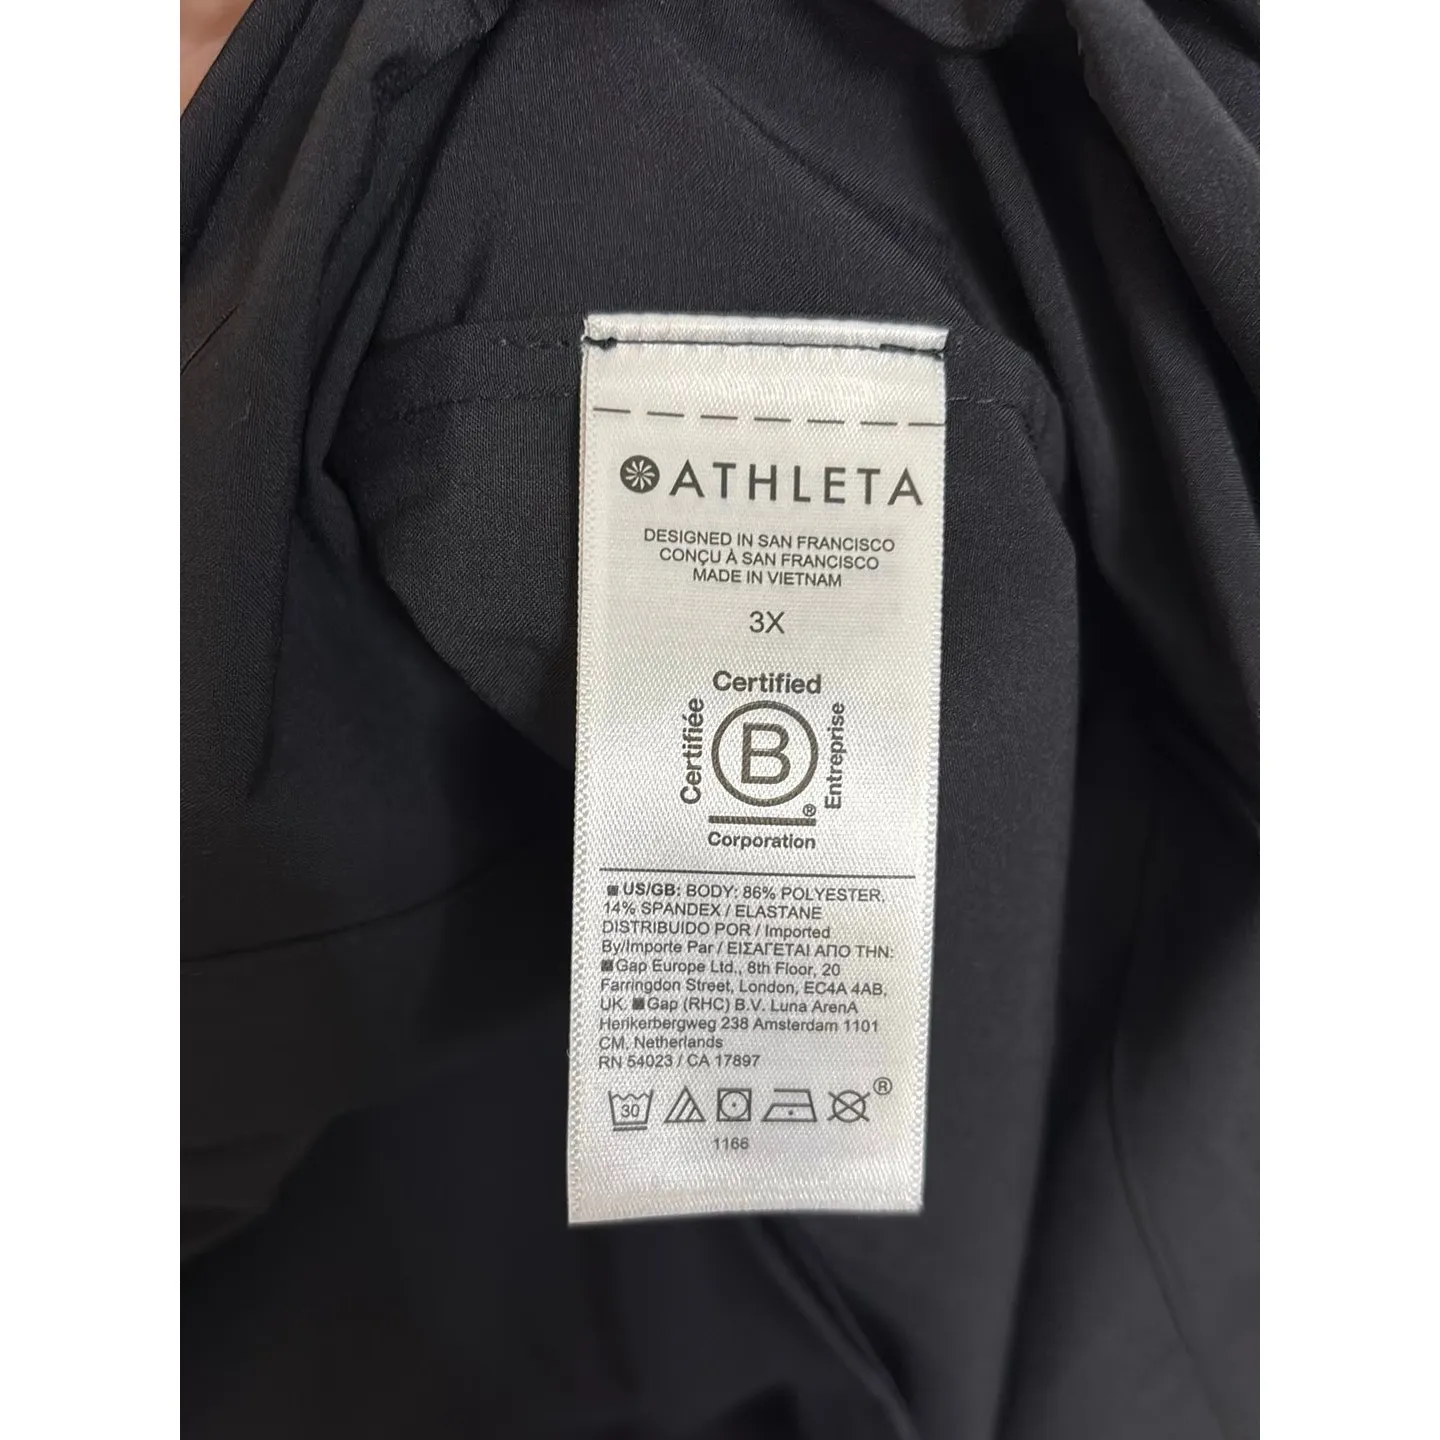 ATHLETA
DESIGNED IN SAN FRANCISCO
CONÇU À SAN FRANCISCO
MADE IN VIETNAM
3X
Certified
Certifiée
B
Entreprise
®
Corporation
US/GB: BODY: 86% POLYESTER,
14% SPANDEX / ELASTANE
DISTRIBUIDO POR / Imported
By/Importe Par / ΕΙΣΑΓΕΤΑΙ ΑΠΟ ΤΗΝ:
Gap Europe Ltd., 8th Floor, 20
Farringdon Street, London, EC4A 4AB,
UK. Gap (RHC) B.V. Luna ArenA
Herikerbergweg 238 Amsterdam 1101
CM, Netherlands
RN 54023 / CA 17897
30 ®
1166